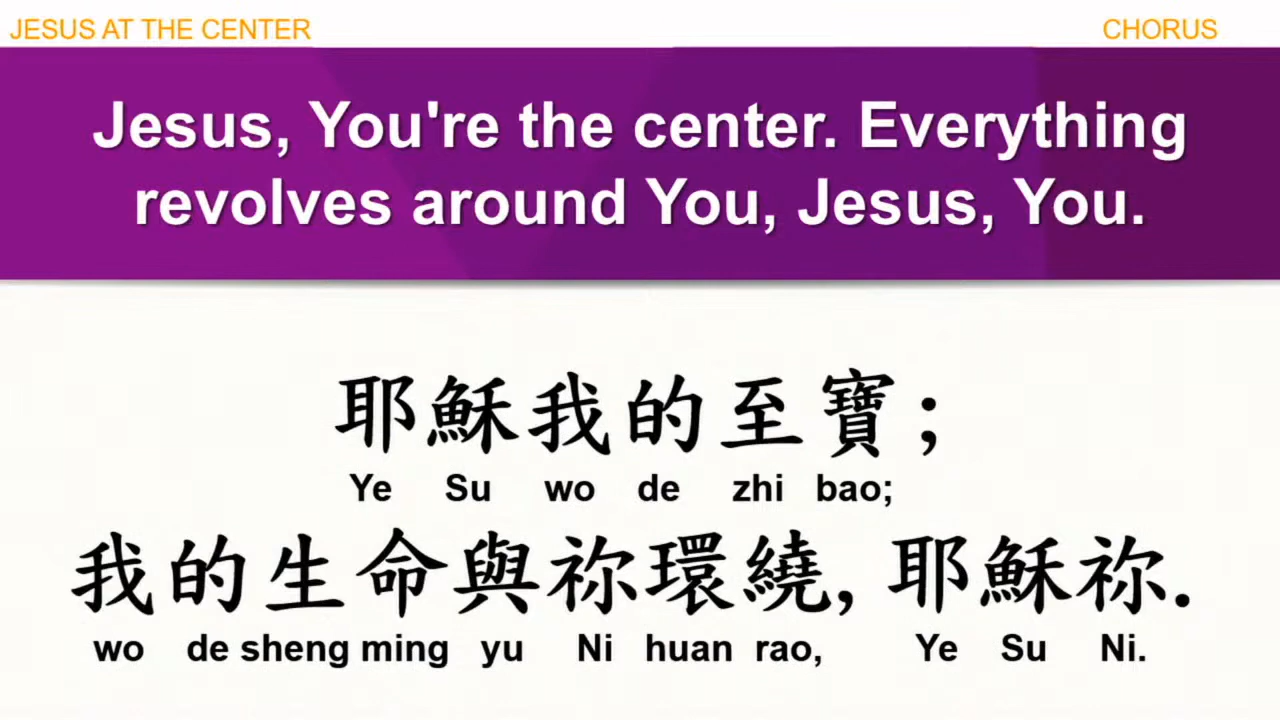 JESUS AT THE CENTER
CHORUS
Jesus, You're the center. Everything
revolves around You, Jesus, You.
耶穌我的至寶；
Ye Su wo de zhi bao;
我的生命與祢環繞, 耶穌祢.
wo de sheng ming yu Ni huan rao, Ye Su Ni.